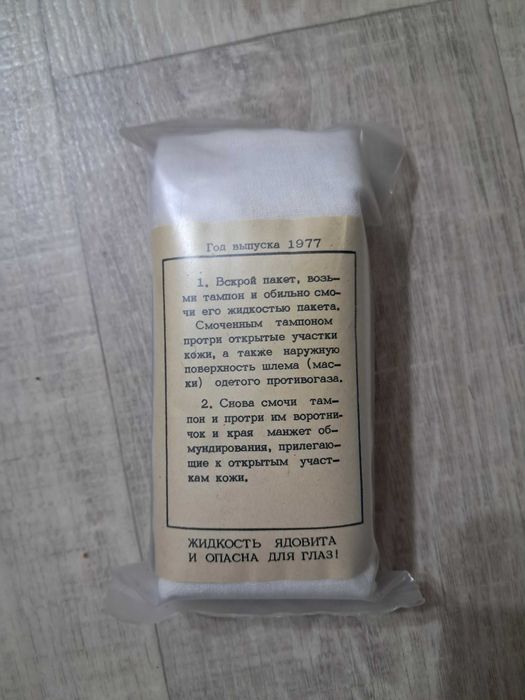 Год выпуска 1977
1. Вскрой пакет, возь-
ми тампон и обильно смо-
чи его жидкостью пакета.
Смоченным тампоном
протри открытые участки
кожи, а также наружную
поверхность шлема (мас-
ки) одетого противогаза.
2. Снова смочи там-
пон и протри им воротни-
чок и края манжет об-
мундирования, прилегаю-
щие к открытым участ-
кам кожи.
ЖИДКОСТЬ ЯДОВИТА
И ОПАСНА ДЛЯ ГЛАЗ!